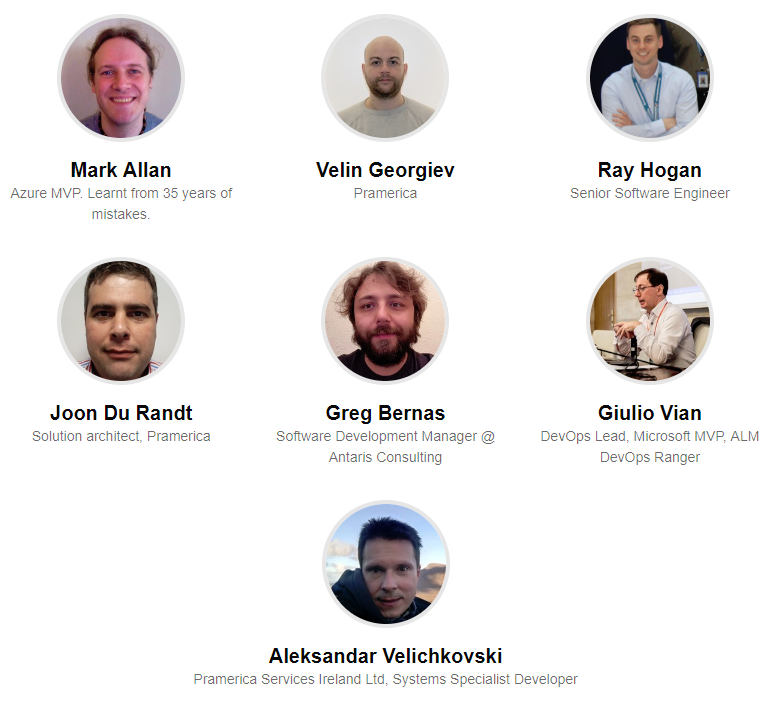 Mark Allan
Azure MVP. Learnt from 35 years of
mistakes.
Velin Georgiev
Pramerica
Ray Hogan
Senior Software Engineer
Joon Du Randt
Solution architect, Pramerica
Greg Bernas
Software Development Manager @
Antaris Consulting
Giulio Vian
DevOps Lead, Microsoft MVP, ALM
DevOps Ranger
Aleksandar Velichkovski
Pramerica Services Ireland Ltd, Systems Specialist Developer